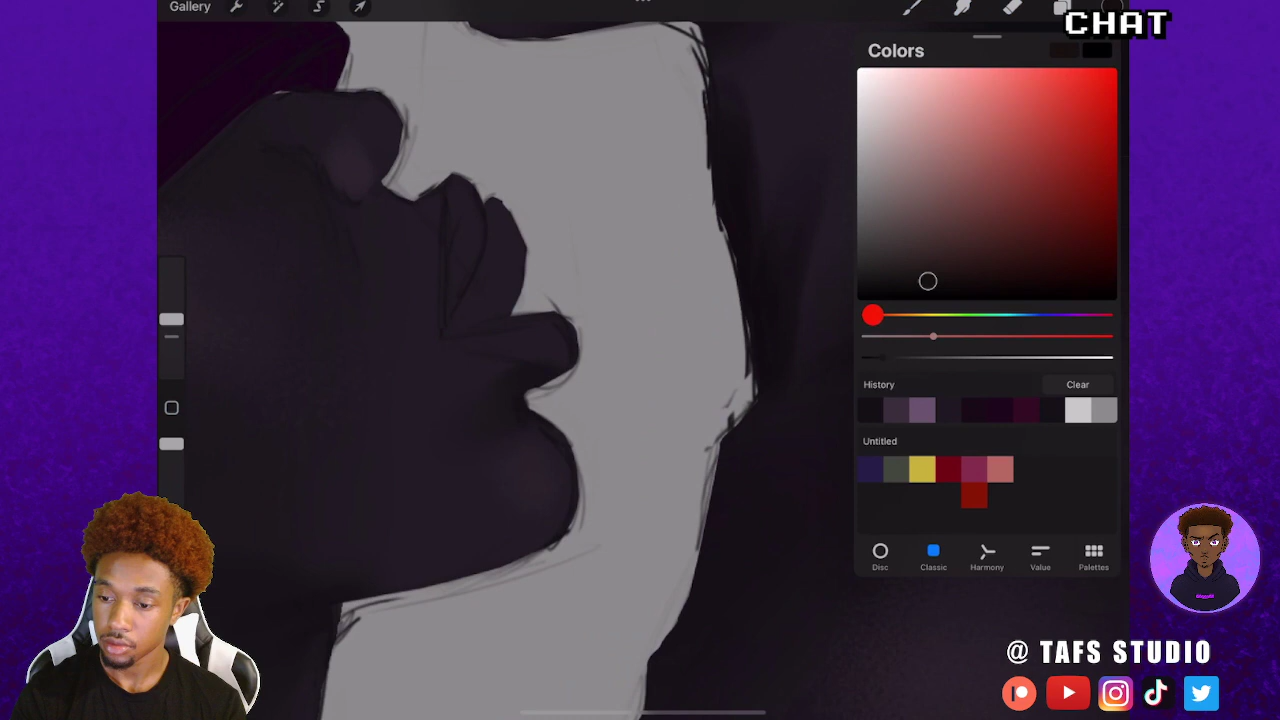 Gallery
CHAT
Colors
History
Clear
Untitled
Disc
Classic
Harmony
Value
Palettes
@ TAFS STUDIO